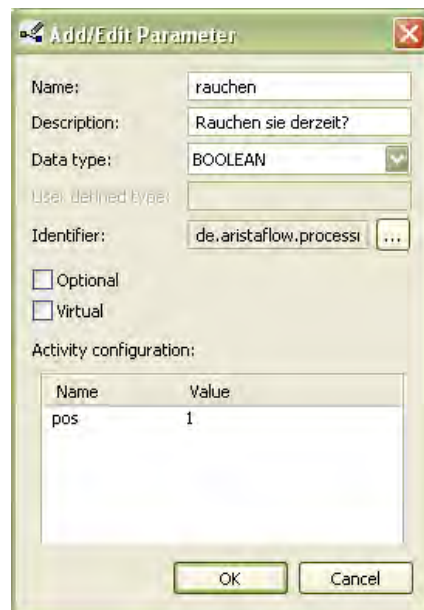 Add/Edit Parameter
Name: rauchen
Description: Rauchen sie derzeit?
Data type: BOOLEAN
User defined type:
Identifier: de.aristaflow.process ...
Optional
Virtual
Activity configuration:
Name Value
pos 1
OK Cancel